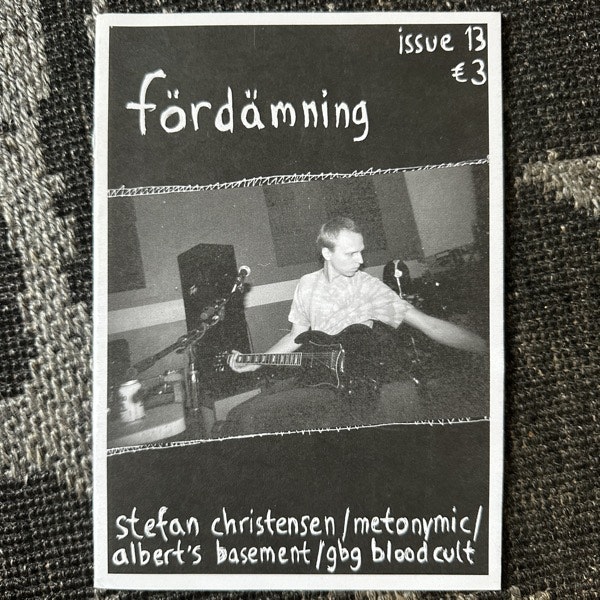 issue 13
€3
fördämning
stefan christensen/metonymic/
albert's basement/gbg blood cult